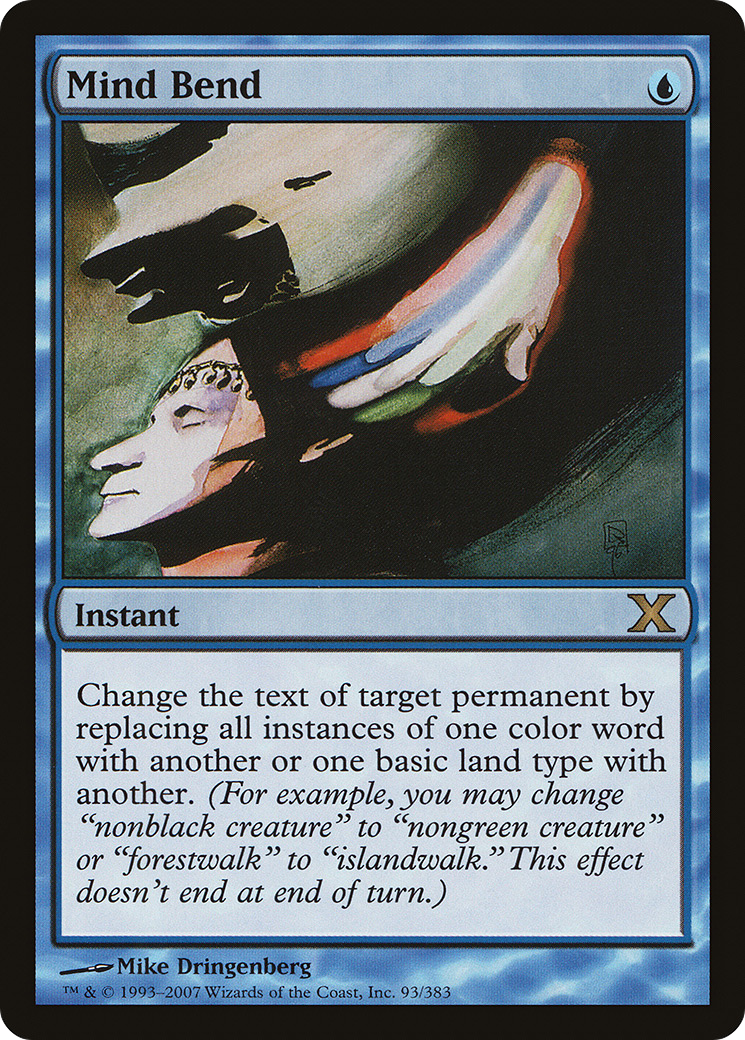 Mind Bend
Instant
Change the text of target permanent by
replacing all instances of one color word
with another or one basic land type with
another. (For example, you may change
“nonblack creature” to “nongreen creature”
or “forestwalk” to “islandwalk.” This effect
doesn’t end at end of turn.)
Mike Dringenberg
™ & © 1993–2007 Wizards of the Coast, Inc. 93/383